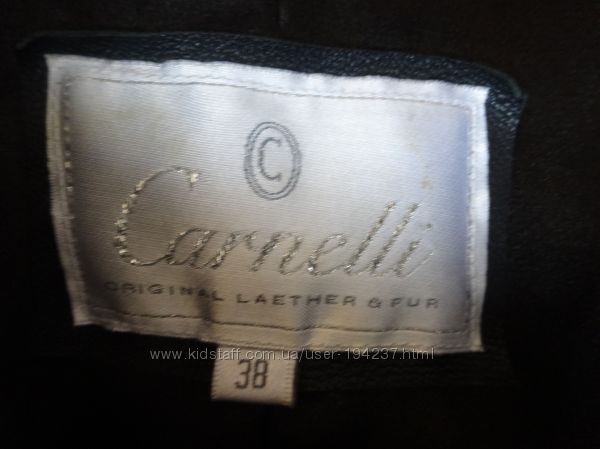 C
Carnelli
ORIGINAL LAETHER & FUR
www.kidstaff.com.ua/user-194237.html
38